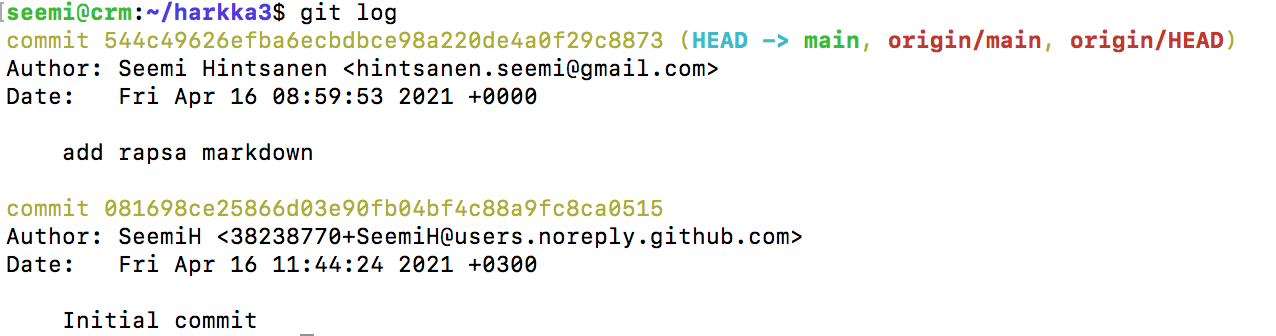 seemi@crm:~/harkka3$ git log
commit 544c49626efba6ecbdbce98a220de4a0f29c8873 (HEAD -> main, origin/main, origin/HEAD)
Author: Seemi Hintsanen <hintsanen.seemi@gmail.com>
Date:   Fri Apr 16 08:59:53 2021 +0000
    add rapsa markdown
commit 081698ce25866d03e90fb04bf4c88a9fc8ca0515
Author: SeemiH <38238770+SeemiH@users.noreply.github.com>
Date:   Fri Apr 16 11:44:24 2021 +0300
    Initial commit